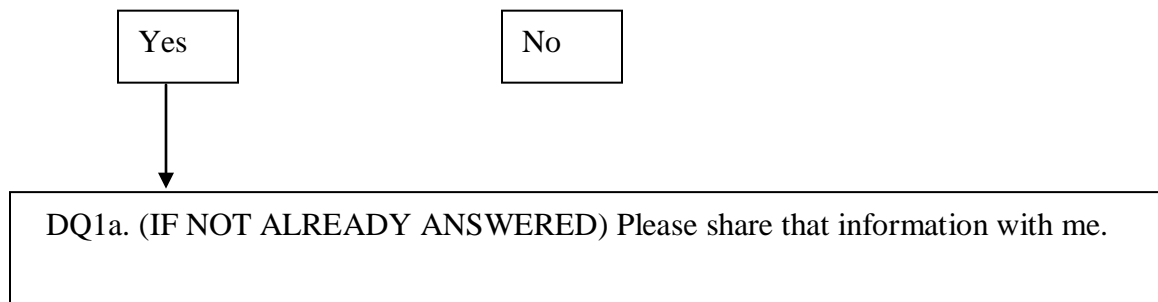 Yes
No
DQ1a. (IF NOT ALREADY ANSWERED) Please share that information with me.